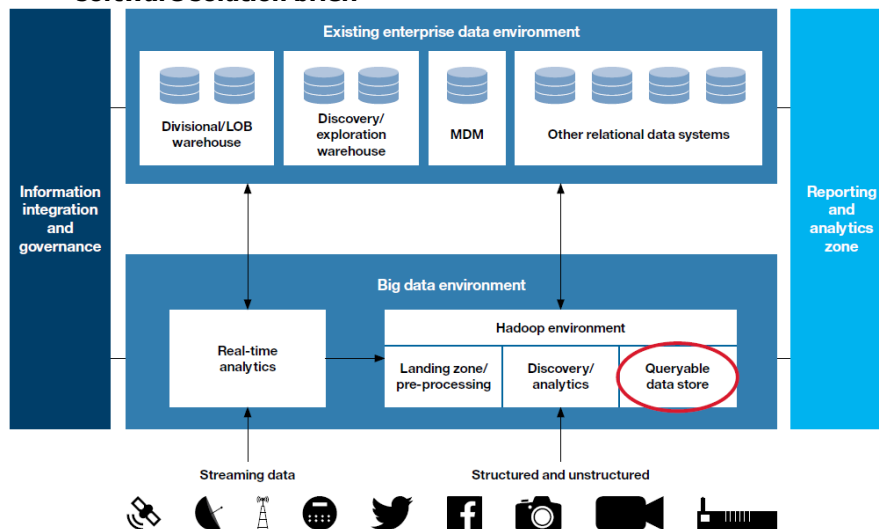 Existing enterprise data environment
Divisional/LOB
warehouse
Discovery/
exploration
warehouse
MDM
Other relational data systems
Information
integration
and
governance
Reporting
and
analytics
zone
Big data environment
Real-time
analytics
Hadoop environment
Landing zone/
pre-processing
Discovery/
analytics
Queryable
data store
Streaming data
Structured and unstructured